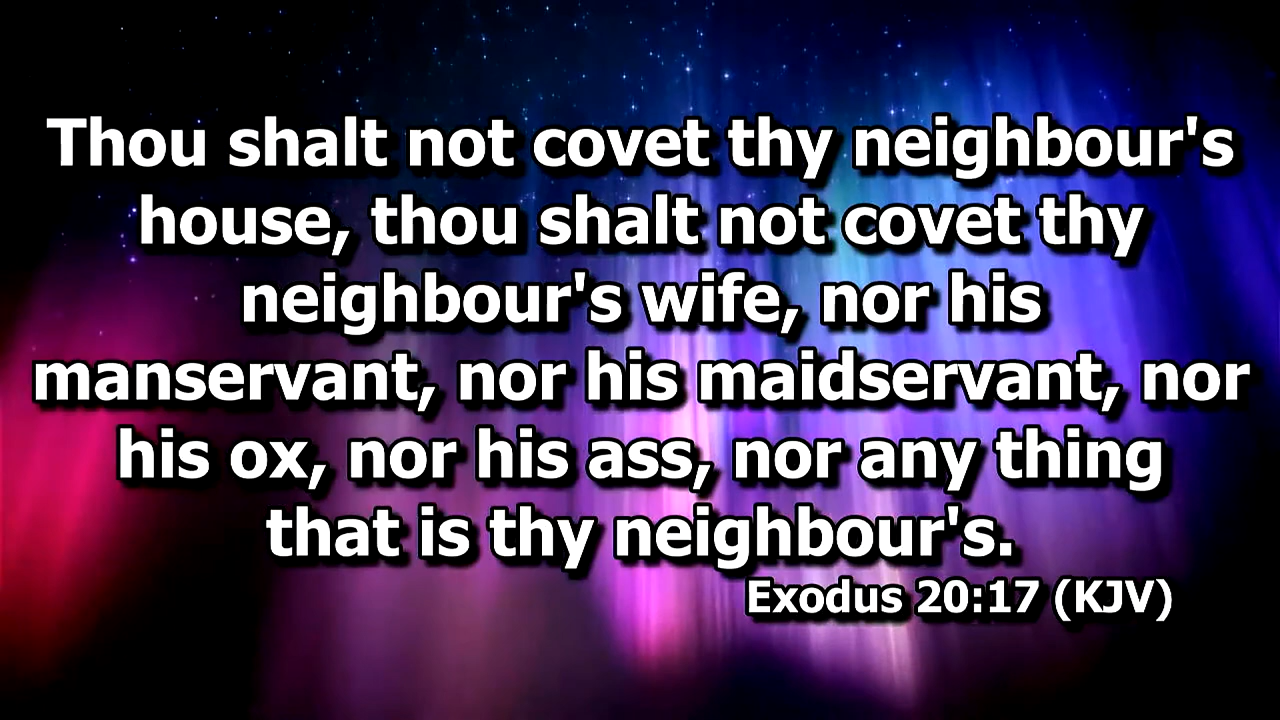 Thou shalt not covet thy neighbour's
house, thou shalt not covet thy
neighbour's wife, nor his
manservant, nor his maidservant, nor
his ox, nor his ass, nor any thing
that is thy neighbour's.
Exodus 20:17 (KJV)